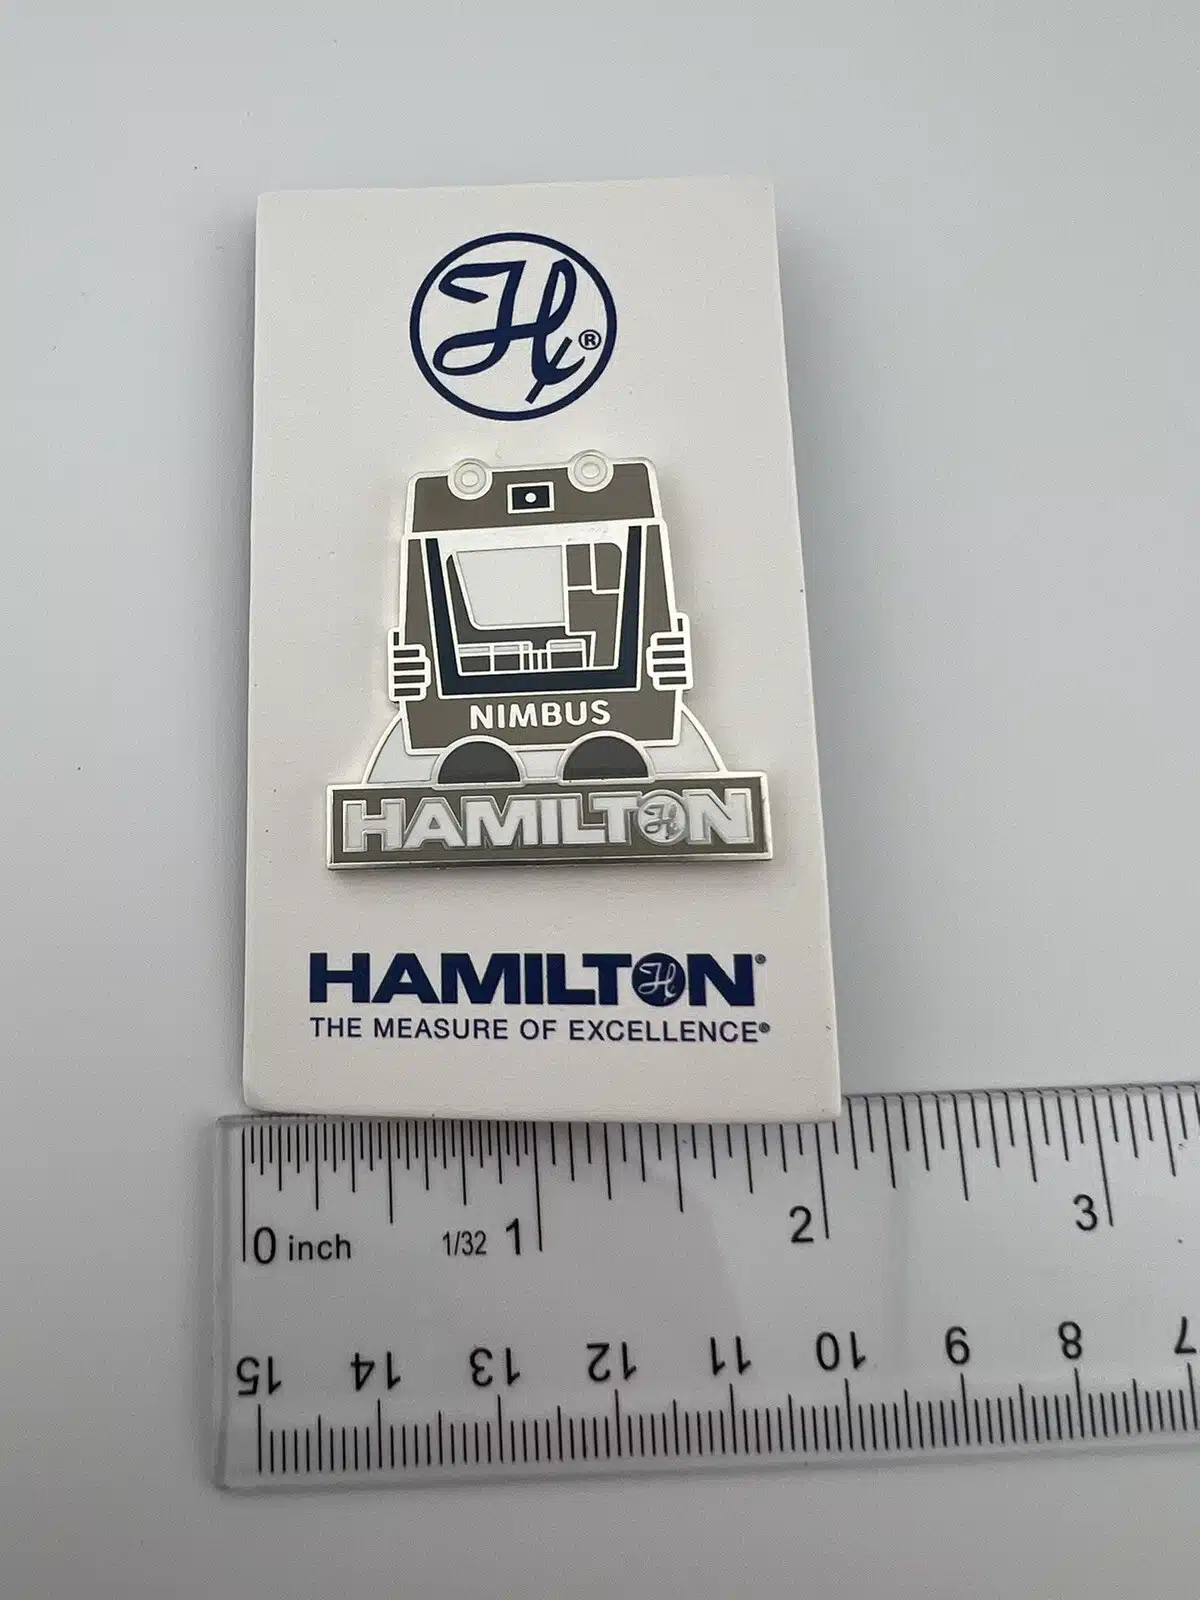 H®
NIMBUS
HAMILTON
HAMILTON®
THE MEASURE OF EXCELLENCE®
0 inch 1/32 1 2 3
15 14 13 12 11 10 9 8 7